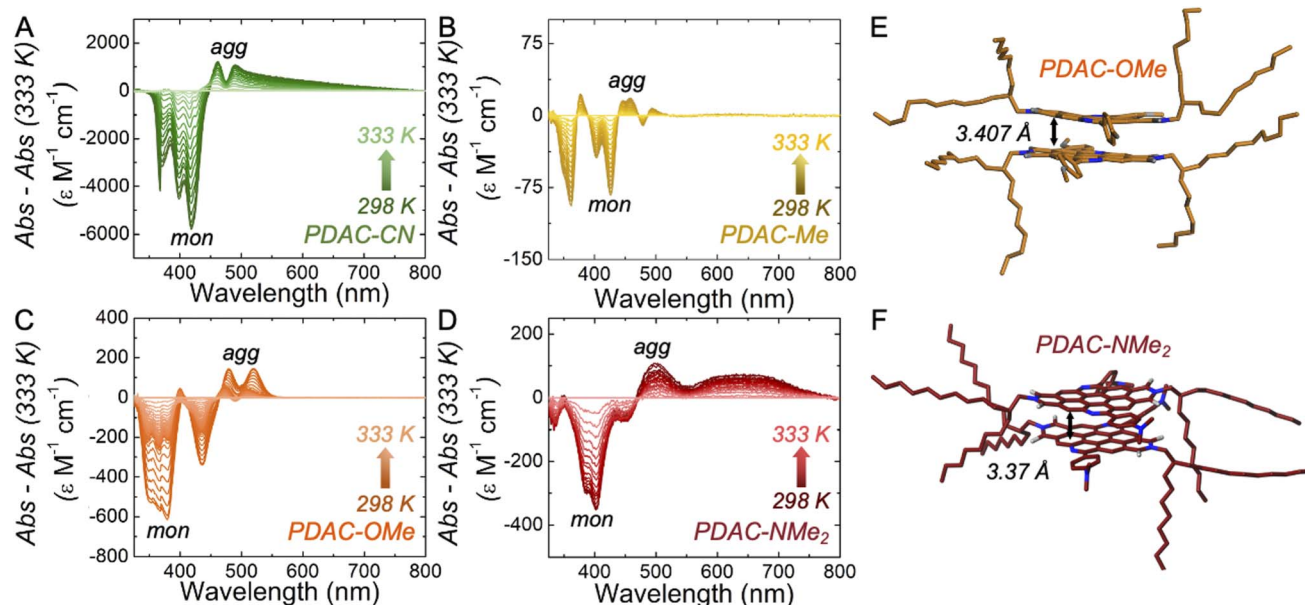 A
Abs - Abs (333 K)
(ε M⁻¹ cm⁻¹)
2000
0
-2000
-4000
-6000
agg
mon
333 K
298 K
PDAC-CN
400 500 600 700 800
Wavelength (nm)
B
Abs - Abs (333 K)
(ε M⁻¹ cm⁻¹)
75
0
-75
-150
agg
mon
333 K
298 K
PDAC-Me
400 500 600 700 800
Wavelength (nm)
E
PDAC-OMe
3.407 Å
C
Abs - Abs (333 K)
(ε M⁻¹ cm⁻¹)
400
200
0
-200
-400
-600
-800
agg
mon
333 K
298 K
PDAC-OMe
400 500 600 700 800
Wavelength (nm)
D
Abs - Abs (333 K)
(ε M⁻¹ cm⁻¹)
200
0
-200
-400
agg
mon
333 K
298 K
PDAC-NMe₂
400 500 600 700 800
Wavelength (nm)
F
PDAC-NMe₂
3.37 Å